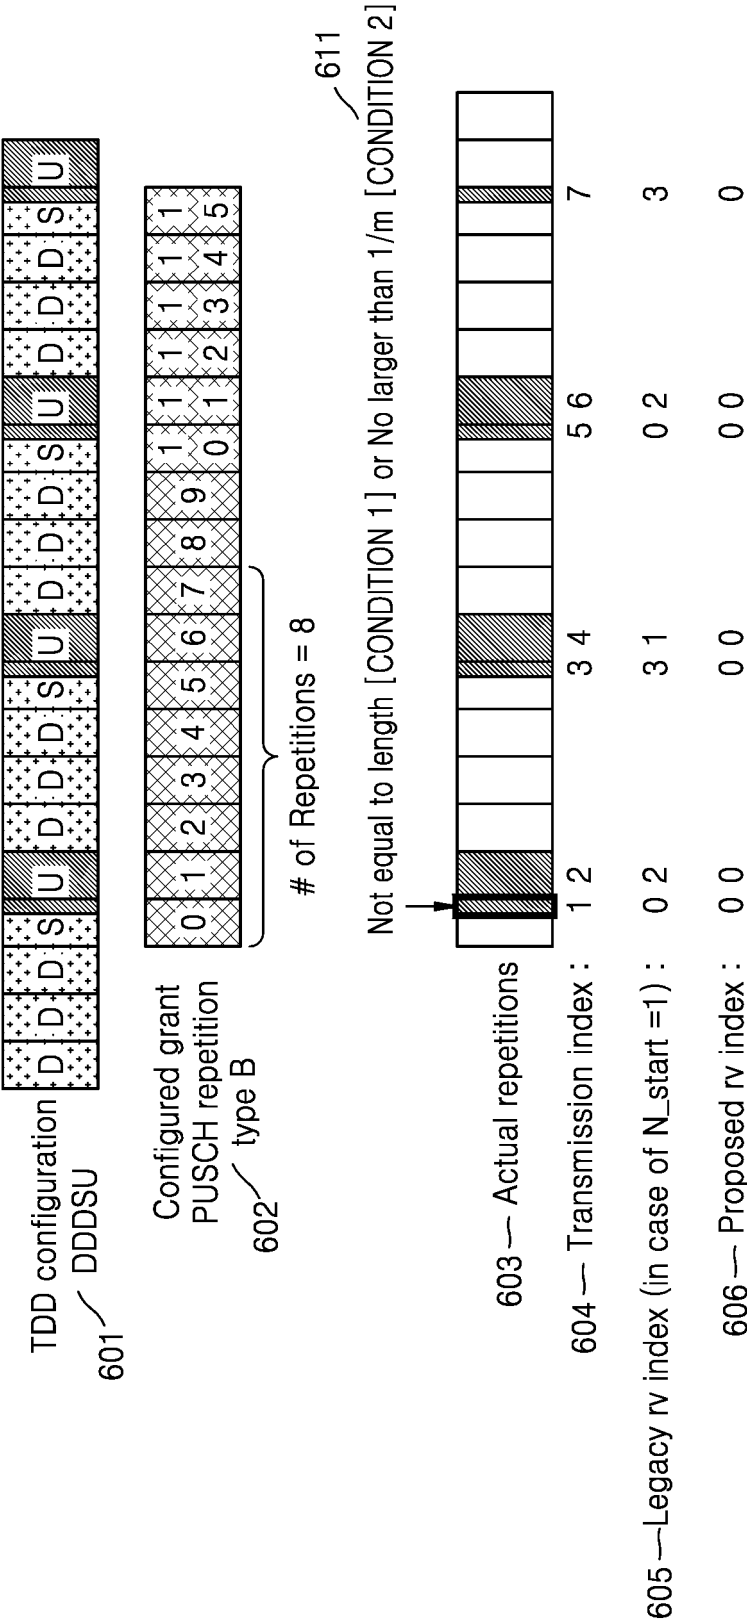 TDD configuration
DDDSU
601
D D D S U D D D S U D D D S U D D D S U
Configured grant
PUSCH repetition
type B
602
0 1 2 3 4 5 6 7 8 9 10 11 12 13 14 15
# of Repetitions = 8
611
Not equal to length [CONDITION 1] or No larger than 1/m [CONDITION 2]
603 Actual repetitions
604 Transmission index : 1 2 3 4 5 6 7
605 Legacy rv index (in case of N_start =1) : 0 2 3 1 0 2 3
606 Proposed rv index : 0 0 0 0 0 0 0